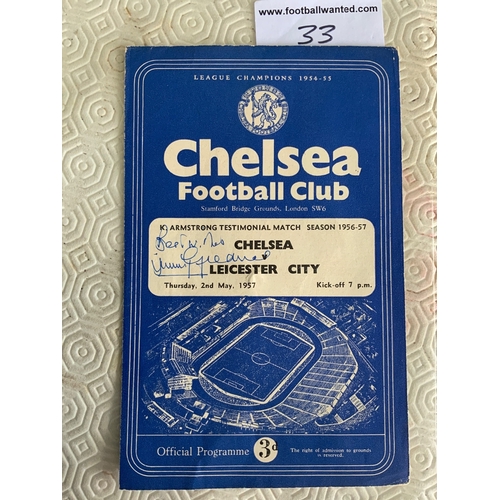 www.footballwanted.com
33
LEAGUE CHAMPIONS 1954-55
Chelsea
Football Club
Stamford Bridge Grounds, London SW6
K. ARMSTRONG TESTIMONIAL MATCH SEASON 1956-57
Best Wishes
CHELSEA
LEICESTER CITY
Thursday, 2nd May, 1957 Kick-off 7 p.m.
Official Programme 3d The right of admission to grounds
is reserved.